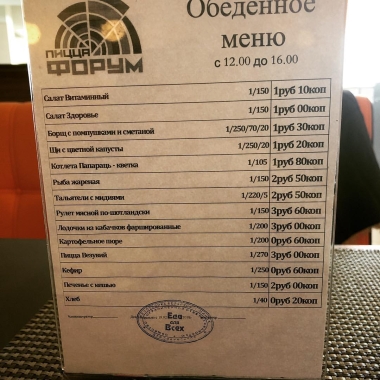 ПИЦЦА
ФОРУМ
Обеденное
меню
с 12.00 до 16.00
Салат Витаминный 1/150 1руб 10коп
Салат Здоровье 1/150 1руб 00коп
Борщ с помпушками и сметаной 1/250/70/20 1руб 30коп
Щи с цветной капусты 1/250/20 1руб 20коп
Котлета Папараць - кветка 1/105 1руб 80коп
Рыба жареная 1/150 2руб 50коп
Тальятели с мидиями 1/220/5 2руб 50коп
Рулет мясной по-шотландски 1/150 3руб 60коп
Лодочки из кабачков фаршированные 1/200 3руб 00коп
Картофельное пюре 1/200 0руб 60коп
Пицца Везувий 1/270 3руб 00коп
Кефир 1/250 0руб 60коп
Печенье с вешью 1/150 2руб 00коп
Хлеб 1/40 0руб 20коп
Еда
для
Всех